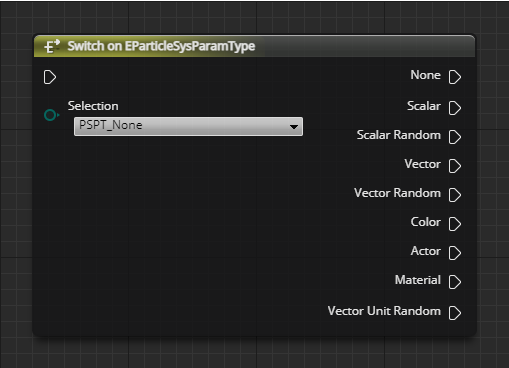 Switch on EParticleSysParamType
None
Selection
PSPT_None
Scalar
Scalar Random
Vector
Vector Random
Color
Actor
Material
Vector Unit Random